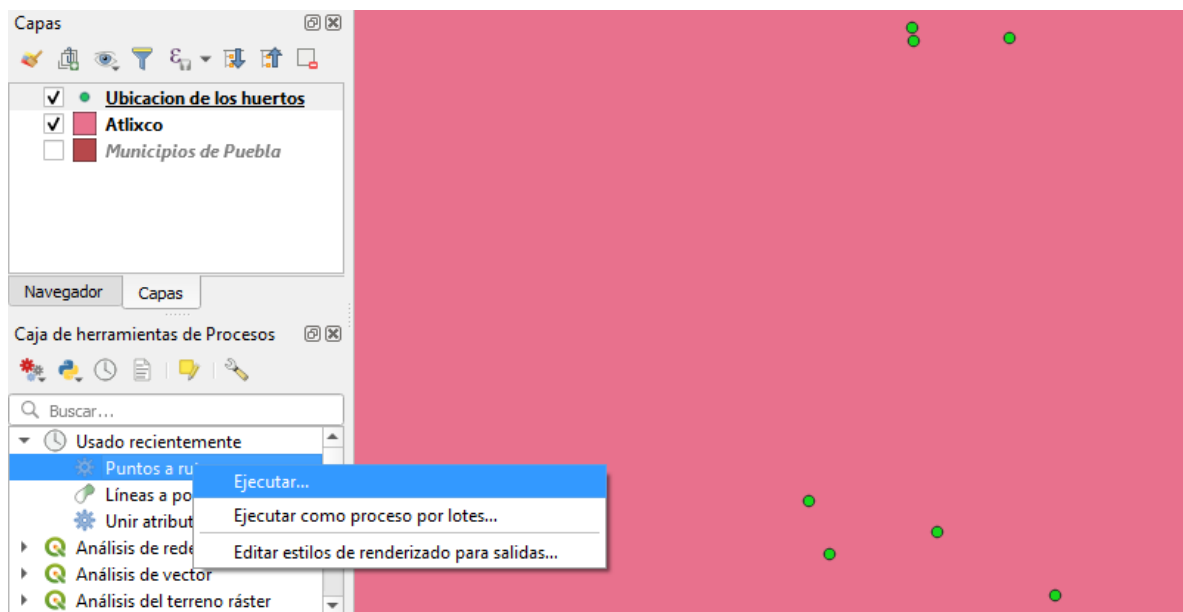 Capas
Ubicacion de los huertos
Atlixco
Municipios de Puebla
Navegador
Capas
Caja de herramientas de Procesos
Buscar...
Usado recientemente
Puntos a ru
Ejecutar...
Líneas a po
Ejecutar como proceso por lotes...
Unir atribut
Análisis de rede
Editar estilos de renderizado para salidas...
Análisis de vector
Análisis del terreno ráster